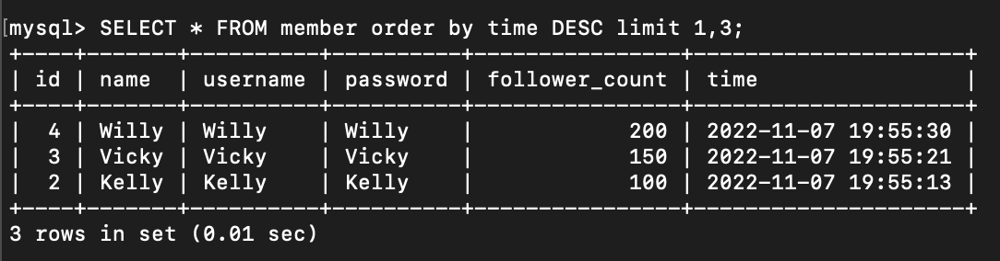 [mysql> SELECT * FROM member order by time DESC limit 1,3;
+----+-------+----------+----------+----------------+---------------------+
| id | name  | username | password | follower_count | time                |
+----+-------+----------+----------+----------------+---------------------+
|  4 | Willy | Willy    | Willy    |            200 | 2022-11-07 19:55:30 |
|  3 | Vicky | Vicky    | Vicky    |            150 | 2022-11-07 19:55:21 |
|  2 | Kelly | Kelly    | Kelly    |            100 | 2022-11-07 19:55:13 |
+----+-------+----------+----------+----------------+---------------------+
3 rows in set (0.01 sec)